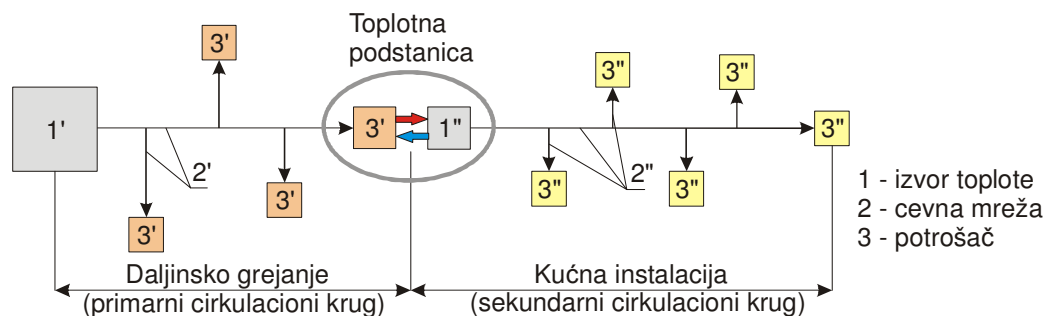 Toplotna
podstanica
3'
3"
3"
1'
3'
1"
3"
2'
3'
3'
3"
3"
2"
1 - izvor toplote
2 - cevna mreža
3 - potrošač
Daljinsko grejanje
(primarni cirkulacioni krug)
Kućna instalacija
(sekundarni cirkulacioni krug)